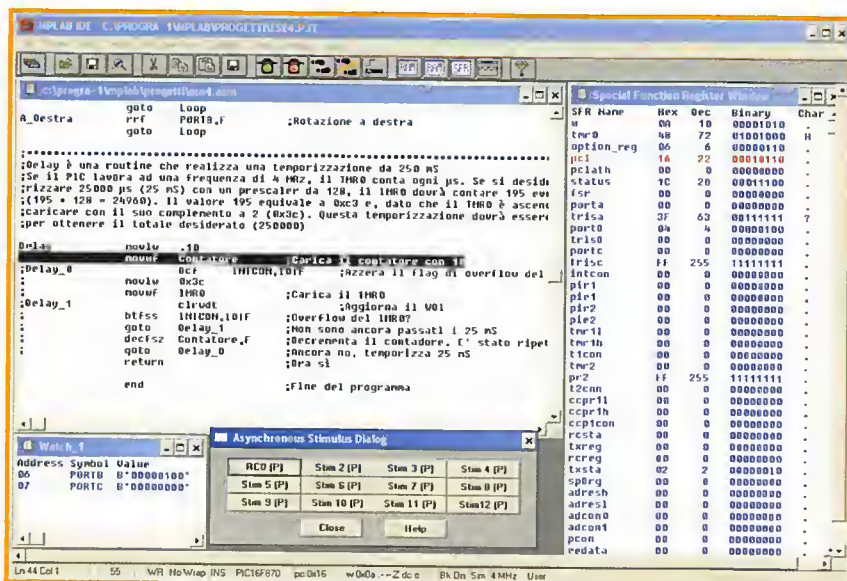 MPLAB IDE - C:\PROGRA~1\MPLAB\PROGETTI\ESE4.PJT
c:\progra~1\mplab\progetti\ese4.asm
goto Loop
A_Destra rrf PORTB,F ;Rotazione a destra
goto Loop
;Delay è una routine che realizza una temporizzazione da 250 mS
;Se il PIC lavora ad una frequenza di 4 MHz, il TMR0 conta ogni µs. Se si desid
;rizzare 25000 µs (25 mS) con un prescaler da 128, il TMR0 dovrà contare 195 eve
;(195 * 128 = 24960). Il valore 195 equivale a 0xc3 e, dato che il TMR0 è ascen
;caricare con il suo complemento a 2 (0x3c). Questa temporizzazione dovrà esser
;per ottenere il totale desiderato (250000)
Delay movlw .10
movwf Contatore ;Carica il contatore con 1
;Delay_0 bcf INTCON,T0IF ;Azzera il flag di overflow del
; movlw 0x3c
; movwf TMR0 ;Carica il TMR0
;Delay_1 clrwdt ;Aggiorna il WDT
; btfss INTCON,T0IF ;Overflow del TMR0?
; goto Delay_1 ;Non sono ancora passati i 25 mS
; decfsz Contatore,F ;Decrementa il contadore. E' stato ripet
; goto Delay_0 ;Ancora no, temporizza 25 mS
return ;Ora sì
end ;Fine del programma
Special Function Register Window
SFR Name Hex Dec Binary Char
w 0A 10 00001010 .
tmr0 48 72 01001000 H
option_reg 06 6 00000110 .
pcl 16 22 00010110 .
pclath 00 0 00000000 .
status 1C 28 00011100 .
fsr 00 0 00000000 .
porta 00 0 00000000 .
trisa 3F 63 00111111 ?
portb 04 4 00000100 .
trisb 00 0 00000000 .
portc 00 0 00000000 .
trisc FF 255 11111111 .
intcon 00 0 00000000 .
pir1 00 0 00000000 .
pie1 00 0 00000000 .
pir2 00 0 00000000 .
pie2 00 0 00000000 .
tmr1l 00 0 00000000 .
tmr1h 00 0 00000000 .
t1con 00 0 00000000 .
tmr2 00 0 00000000 .
pr2 FF 255 11111111 .
t2con 00 0 00000000 .
ccpr1l 00 0 00000000 .
ccpr1h 00 0 00000000 .
ccp1con 00 0 00000000 .
rcsta 00 0 00000000 .
txreg 00 0 00000000 .
rcreg 00 0 00000000 .
txsta 02 2 00000010 .
spbrg 00 0 00000000 .
adresh 00 0 00000000 .
adresl 00 0 00000000 .
adcon0 00 0 00000000 .
adcon1 00 0 00000000 .
pcon 00 0 00000000 .
eedata 00 0 00000000 .
Watch_1
Address Symbol Value
06 PORTB B'00000100'
07 PORTC B'00000000'
Asynchronous Stimulus Dialog
RC0 (P) Stim 2 (P) Stim 3 (P) Stim 4 (P)
Stim 5 (P) Stim 6 (P) Stim 7 (P) Stim 8 (P)
Stim 9 (P) Stim 10 (P) Stim 11 (P) Stim12 (P)
Close Help
Ln 44 Col 1 55 WR No Wrap INS PIC16F870 pc:0x16 w:0x0a -- Z dc c Bk On Sim 4 MHz User